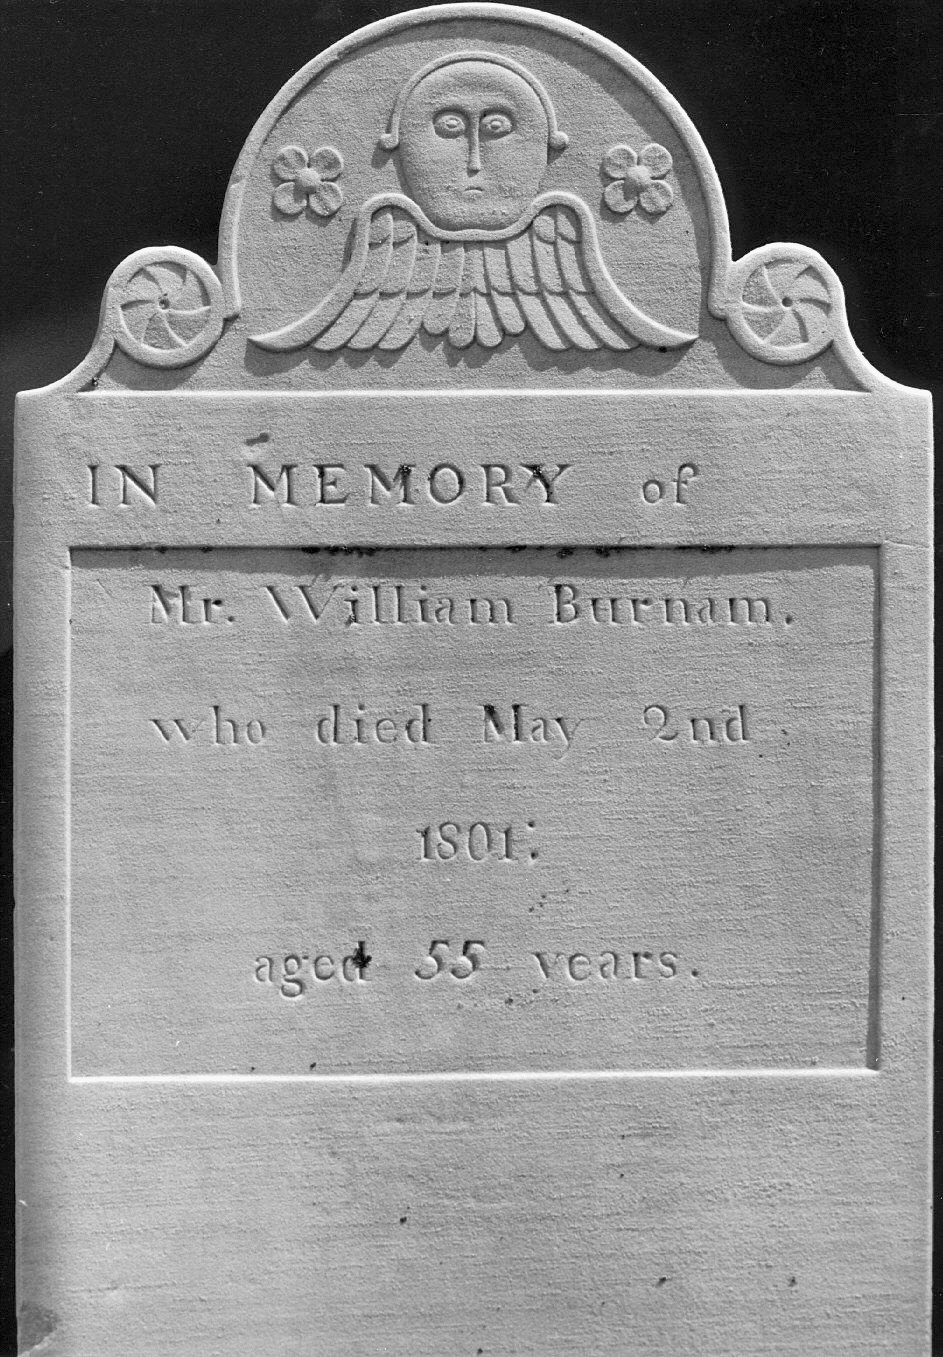 IN MEMORY of
Mr. William Burnam.
who died May 2nd
1801;
aged 55 years.